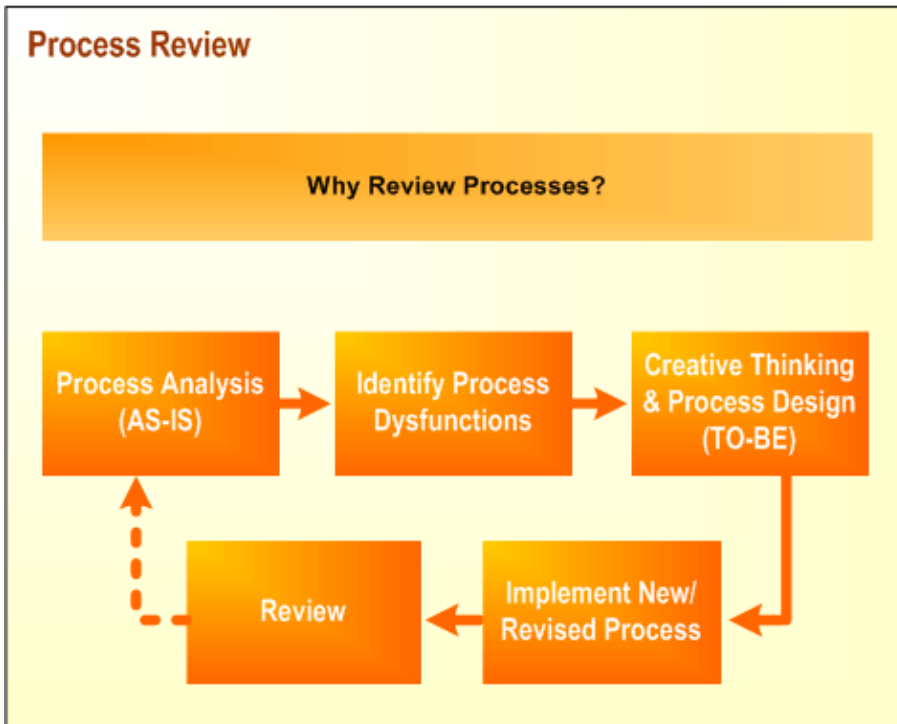 Process Review
Why Review Processes?
Process Analysis
(AS-IS)
Identify Process
Dysfunctions
Creative Thinking
& Process Design
(TO-BE)
Implement New/
Revised Process
Review